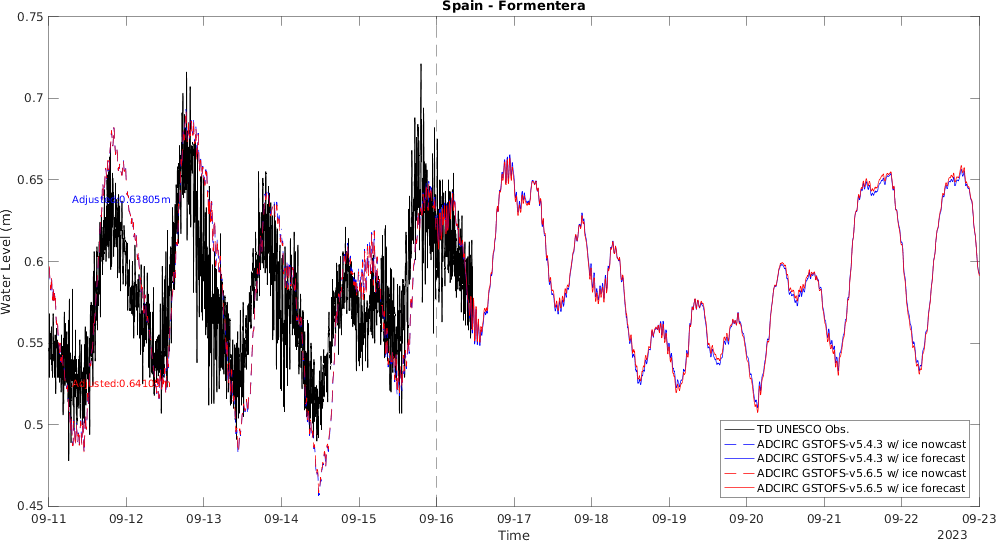 Spain - Formentera
0.75
0.7
0.65
0.6
0.55
0.5
0.45
Water Level (m)
Adjusted:0.63805m
TD UNESCO Obs.
ADCIRC GSTOFS-v5.4.3 w/ ice nowcast
ADCIRC GSTOFS-v5.4.3 w/ ice forecast
ADCIRC GSTOFS-v5.6.5 w/ ice nowcast
ADCIRC GSTOFS-v5.6.5 w/ ice forecast
09-11 09-12 09-13 09-14 09-15 09-16 09-17 09-18 09-19 09-20 09-21 09-22 09-23
Time
2023